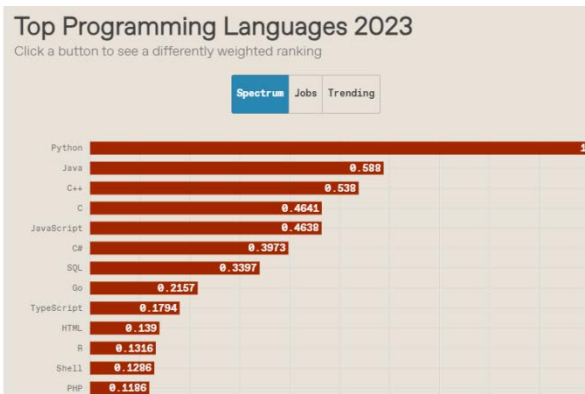 Top Programming Languages 2023
Click a button to see a differently weighted ranking
Spectrum Jobs Trending
Python 1
Java 0.588
C++ 0.538
C 0.4641
JavaScript 0.4638
C# 0.3973
SQL 0.3397
Go 0.2157
TypeScript 0.1794
HTML 0.139
R 0.1316
Shell 0.1286
PHP 0.1186